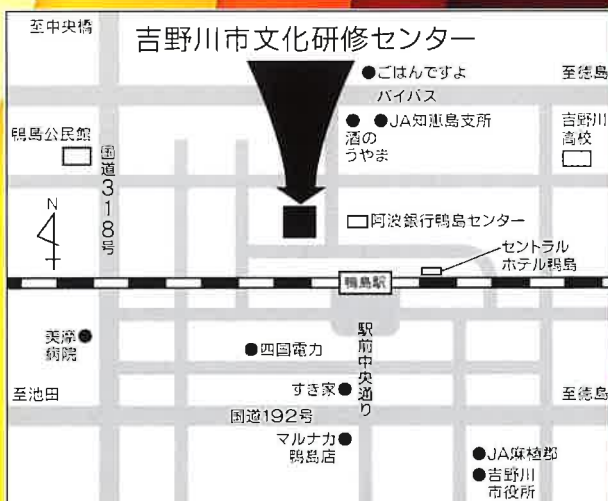 至中央橋
吉野川市文化研修センター
ごはんですよ
至徳島
バイパス
JA知恵島支所
酒の
うやま
吉野川
高校
鴨島公民館
国道318号
N
阿波銀行鴨島センター
セントラル
ホテル鴨島
鴨島駅
美摩
病院
四国電力
駅前中央通り
至池田
すき家
至徳島
国道192号
マルナカ
鴨島店
JA麻植郡
吉野川
市役所